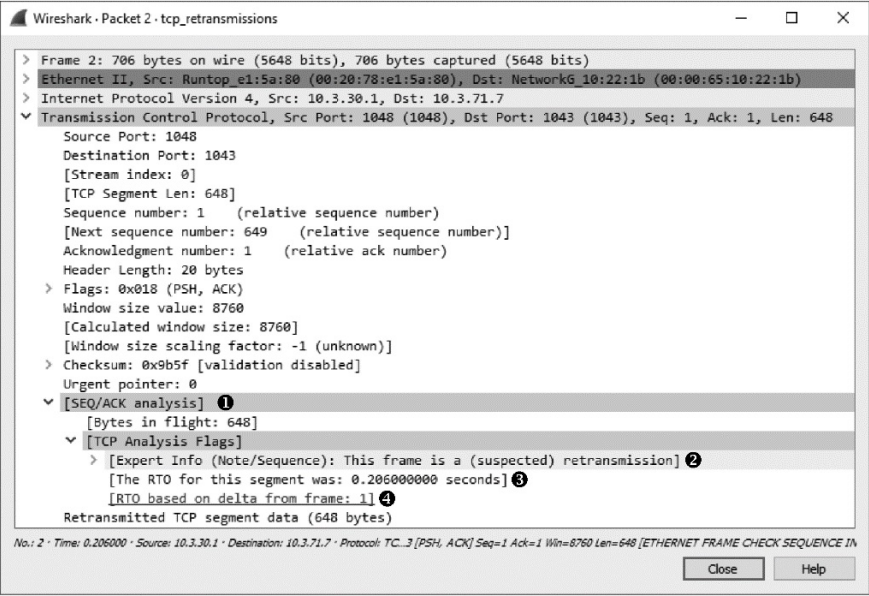 Wireshark · Packet 2 · tcp_retransmissions
Frame 2: 706 bytes on wire (5648 bits), 706 bytes captured (5648 bits)
Ethernet II, Src: Runtop_e1:5a:80 (00:20:78:e1:5a:80), Dst: NetworkG_10:22:1b (00:00:65:10:22:1b)
Internet Protocol Version 4, Src: 10.3.30.1, Dst: 10.3.71.7
Transmission Control Protocol, Src Port: 1048 (1048), Dst Port: 1043 (1043), Seq: 1, Ack: 1, Len: 648
Source Port: 1048
Destination Port: 1043
[Stream index: 0]
[TCP Segment Len: 648]
Sequence number: 1 (relative sequence number)
[Next sequence number: 649 (relative sequence number)]
Acknowledgment number: 1 (relative ack number)
Header Length: 20 bytes
Flags: 0x018 (PSH, ACK)
Window size value: 8760
[Calculated window size: 8760]
[Window size scaling factor: -1 (unknown)]
Checksum: 0x9b5f [validation disabled]
Urgent pointer: 0
[SEQ/ACK analysis] ❶
[Bytes in flight: 648]
[TCP Analysis Flags]
[Expert Info (Note/Sequence): This frame is a (suspected) retransmission] ❷
[The RTO for this segment was: 0.206000000 seconds] ❸
[RTO based on delta from frame: 1] ❹
Retransmitted TCP segment data (648 bytes)
No.: 2 · Time: 0.206000 · Source: 10.3.30.1 · Destination: 10.3.71.7 · Protocol: TC...3 [PSH, ACK] Seq=1 Ack=1 Win=8760 Len=648 [ETHERNET FRAME CHECK SEQUENCE IN
Close Help